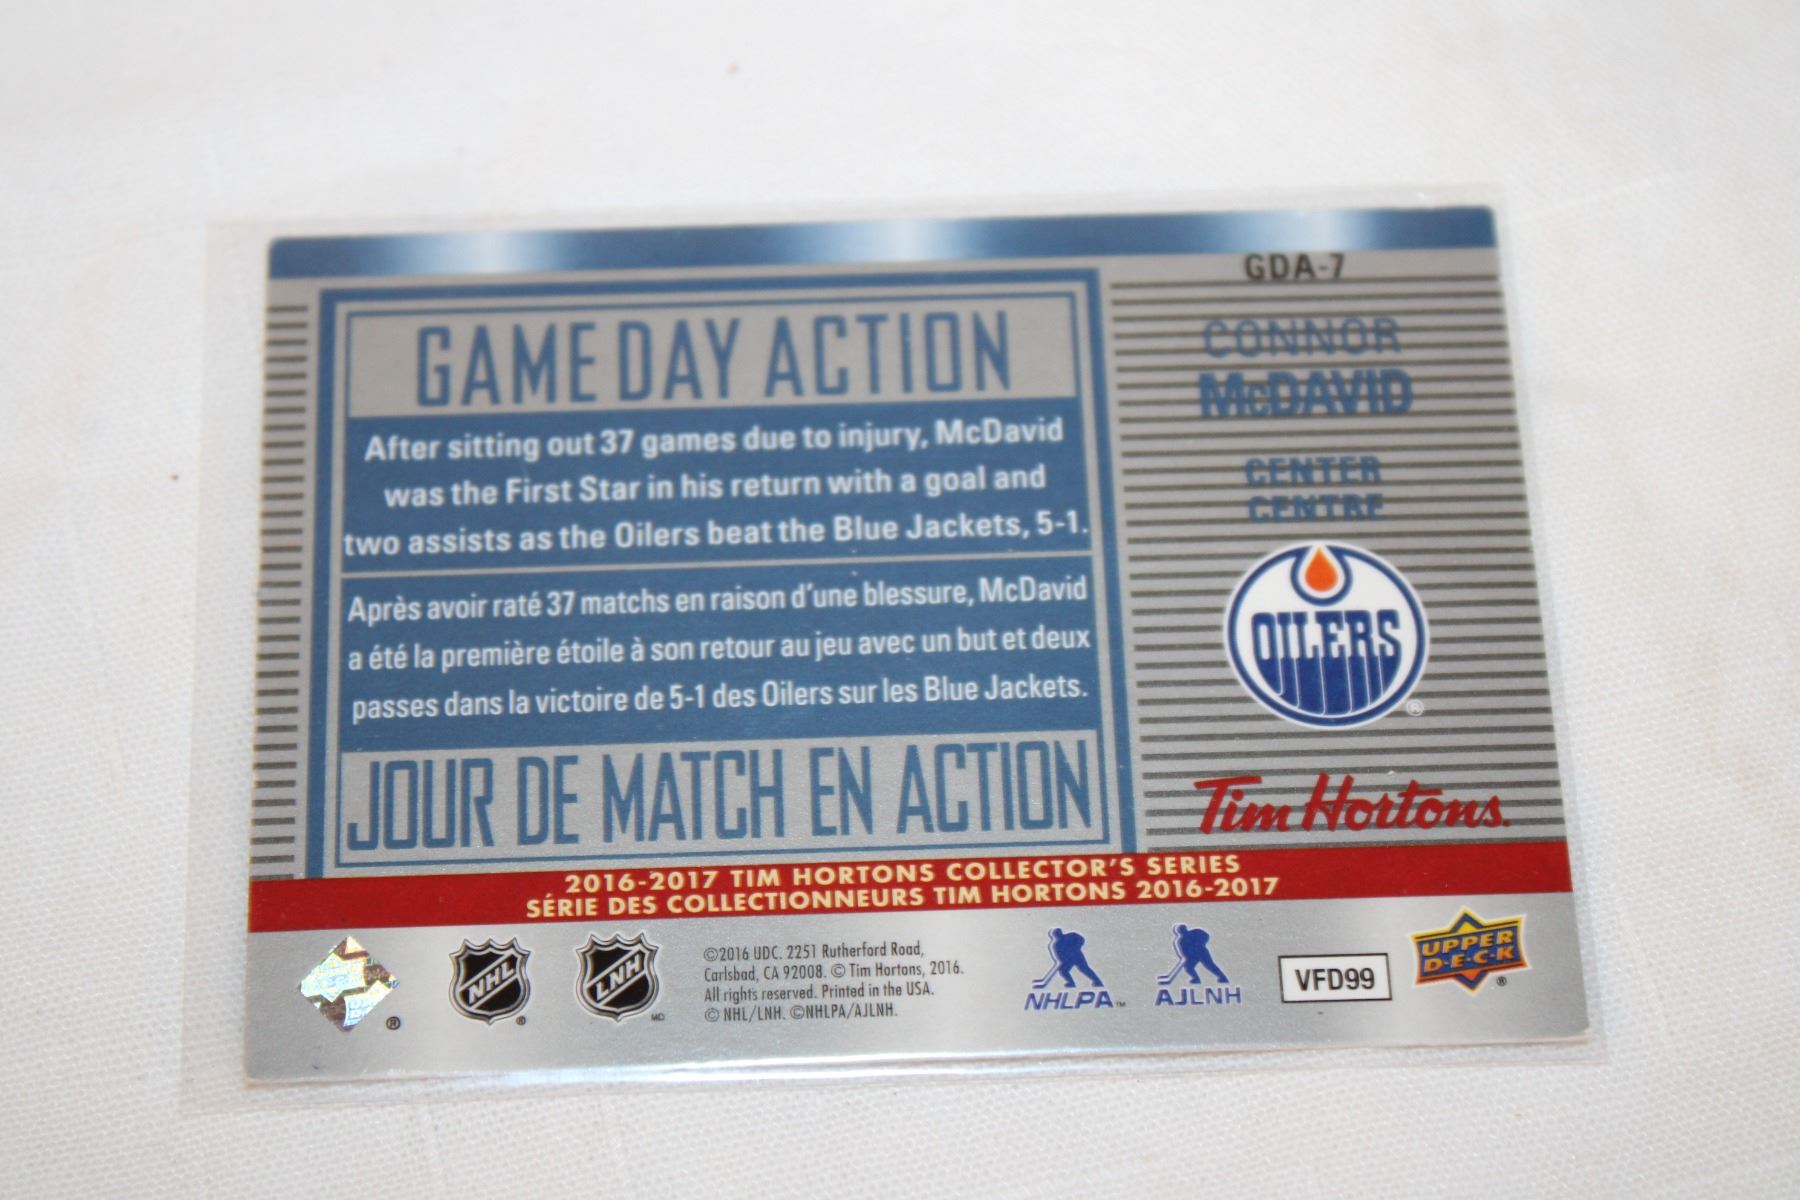 GDA-7
CONNOR
McDAVID
CENTER
CENTRE
OILERS
®
Tim Hortons.
GAME DAY ACTION
After sitting out 37 games due to injury, McDavid
was the First Star in his return with a goal and
two assists as the Oilers beat the Blue Jackets, 5-1.
Après avoir raté 37 matchs en raison d'une blessure, McDavid
a été la première étoile à son retour au jeu avec un but et deux
passes dans la victoire de 5-1 des Oilers sur les Blue Jackets.
JOUR DE MATCH EN ACTION
2016-2017 TIM HORTONS COLLECTOR'S SERIES
SÉRIE DES COLLECTIONNEURS TIM HORTONS 2016-2017
®
NHL
®
LNH
MD
©2016 UDC. 2251 Rutherford Road,
Carlsbad, CA 92008. © Tim Hortons, 2016.
All rights reserved. Printed in the USA.
© NHL/LNH. ©NHLPA/AJLNH.
NHLPA™
AJLNH
VFD99
UPPER
D·E·C·K
®